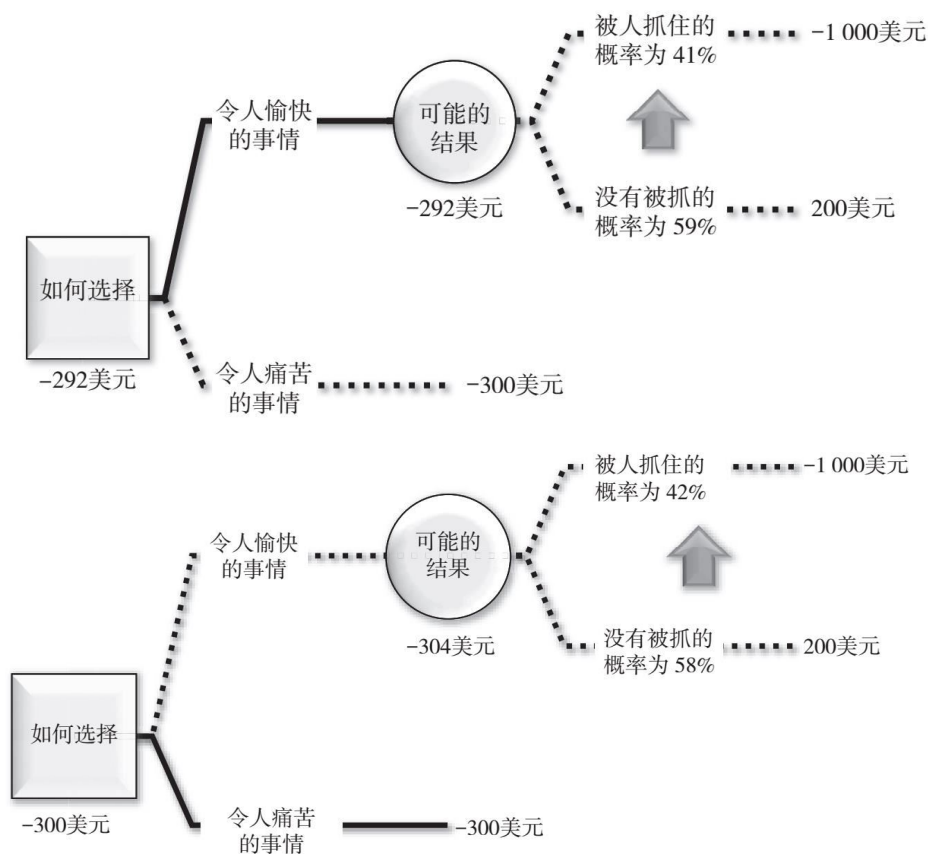 被人抓住的
概率为 41%
-1 000美元
令人愉快
的事情
可能的
结果
-292美元
没有被抓的
概率为 59%
200美元
如何选择
-292美元
令人痛苦
的事情
-300美元
被人抓住的
概率为 42%
-1 000美元
令人愉快
的事情
可能的
结果
-304美元
没有被抓的
概率为 58%
200美元
如何选择
-300美元
令人痛苦
的事情
-300美元